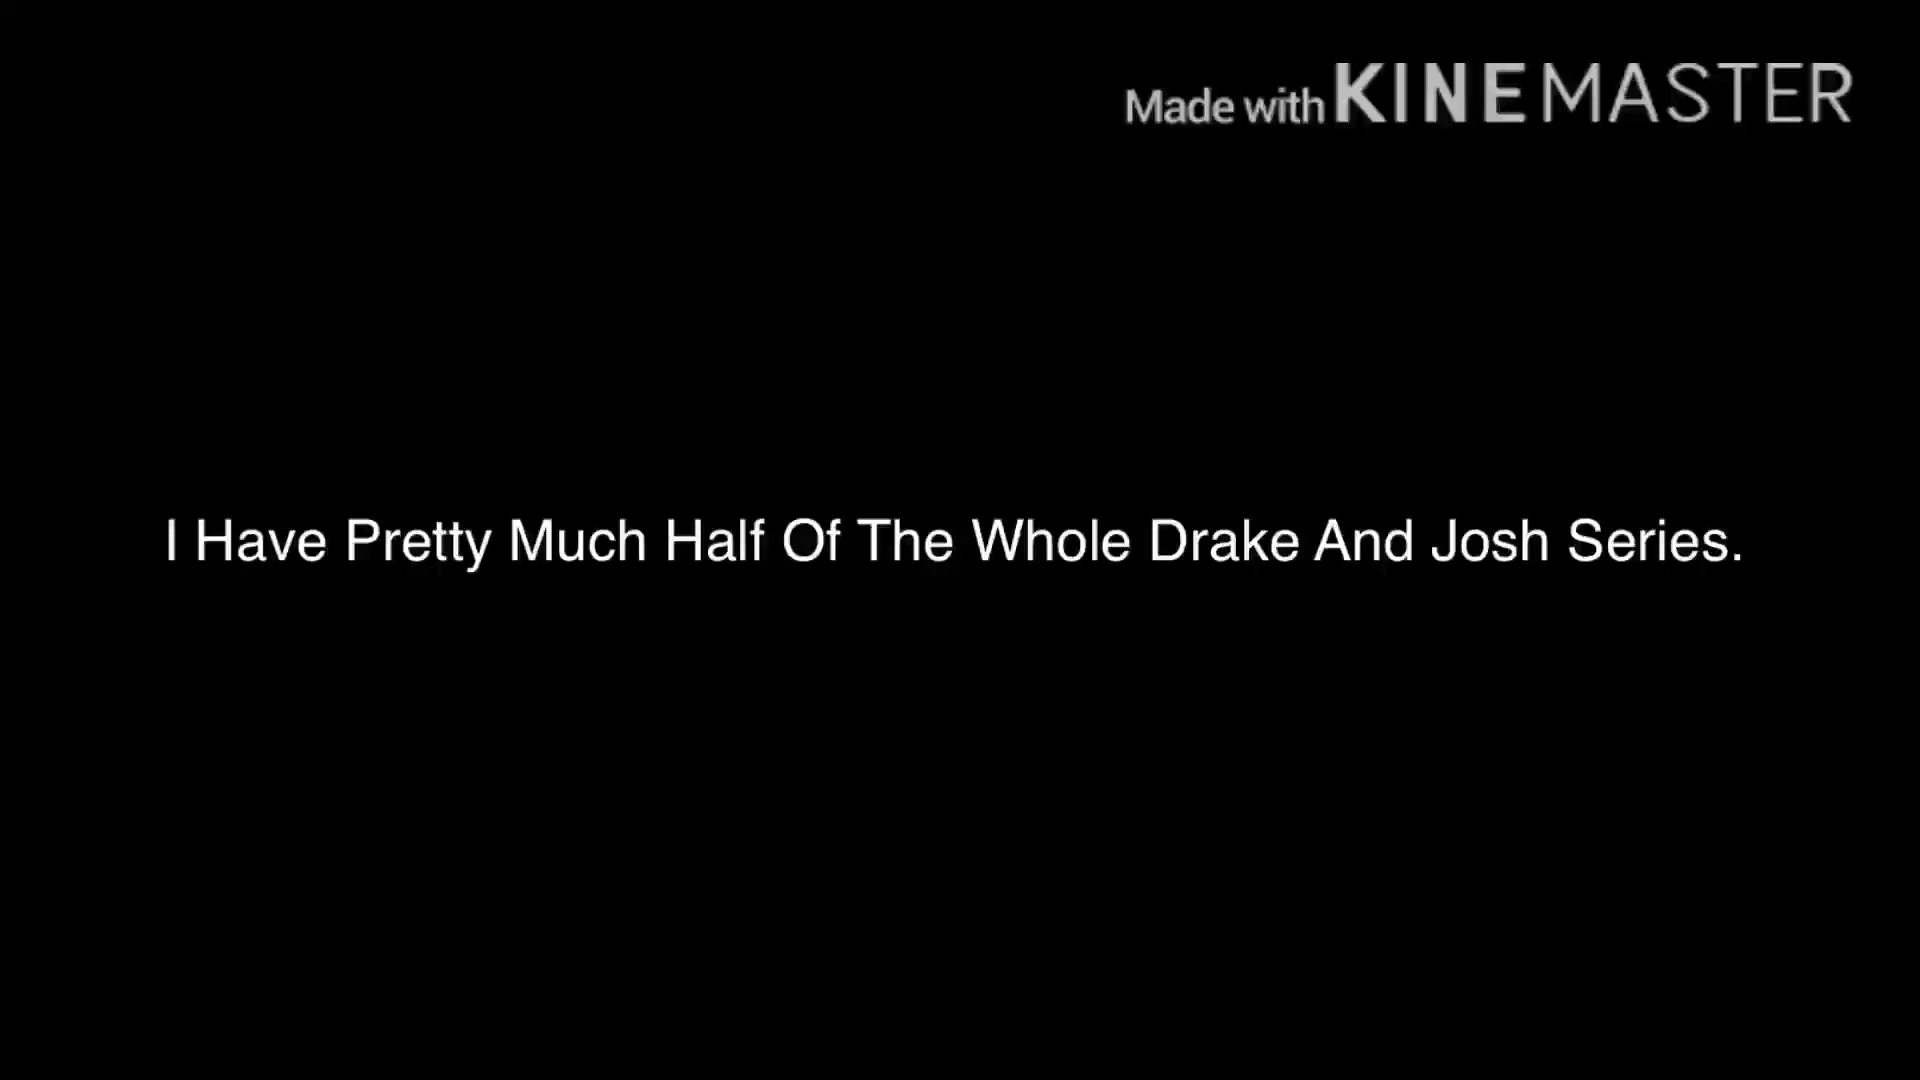 Made with KINEMASTER
I Have Pretty Much Half Of The Whole Drake And Josh Series.